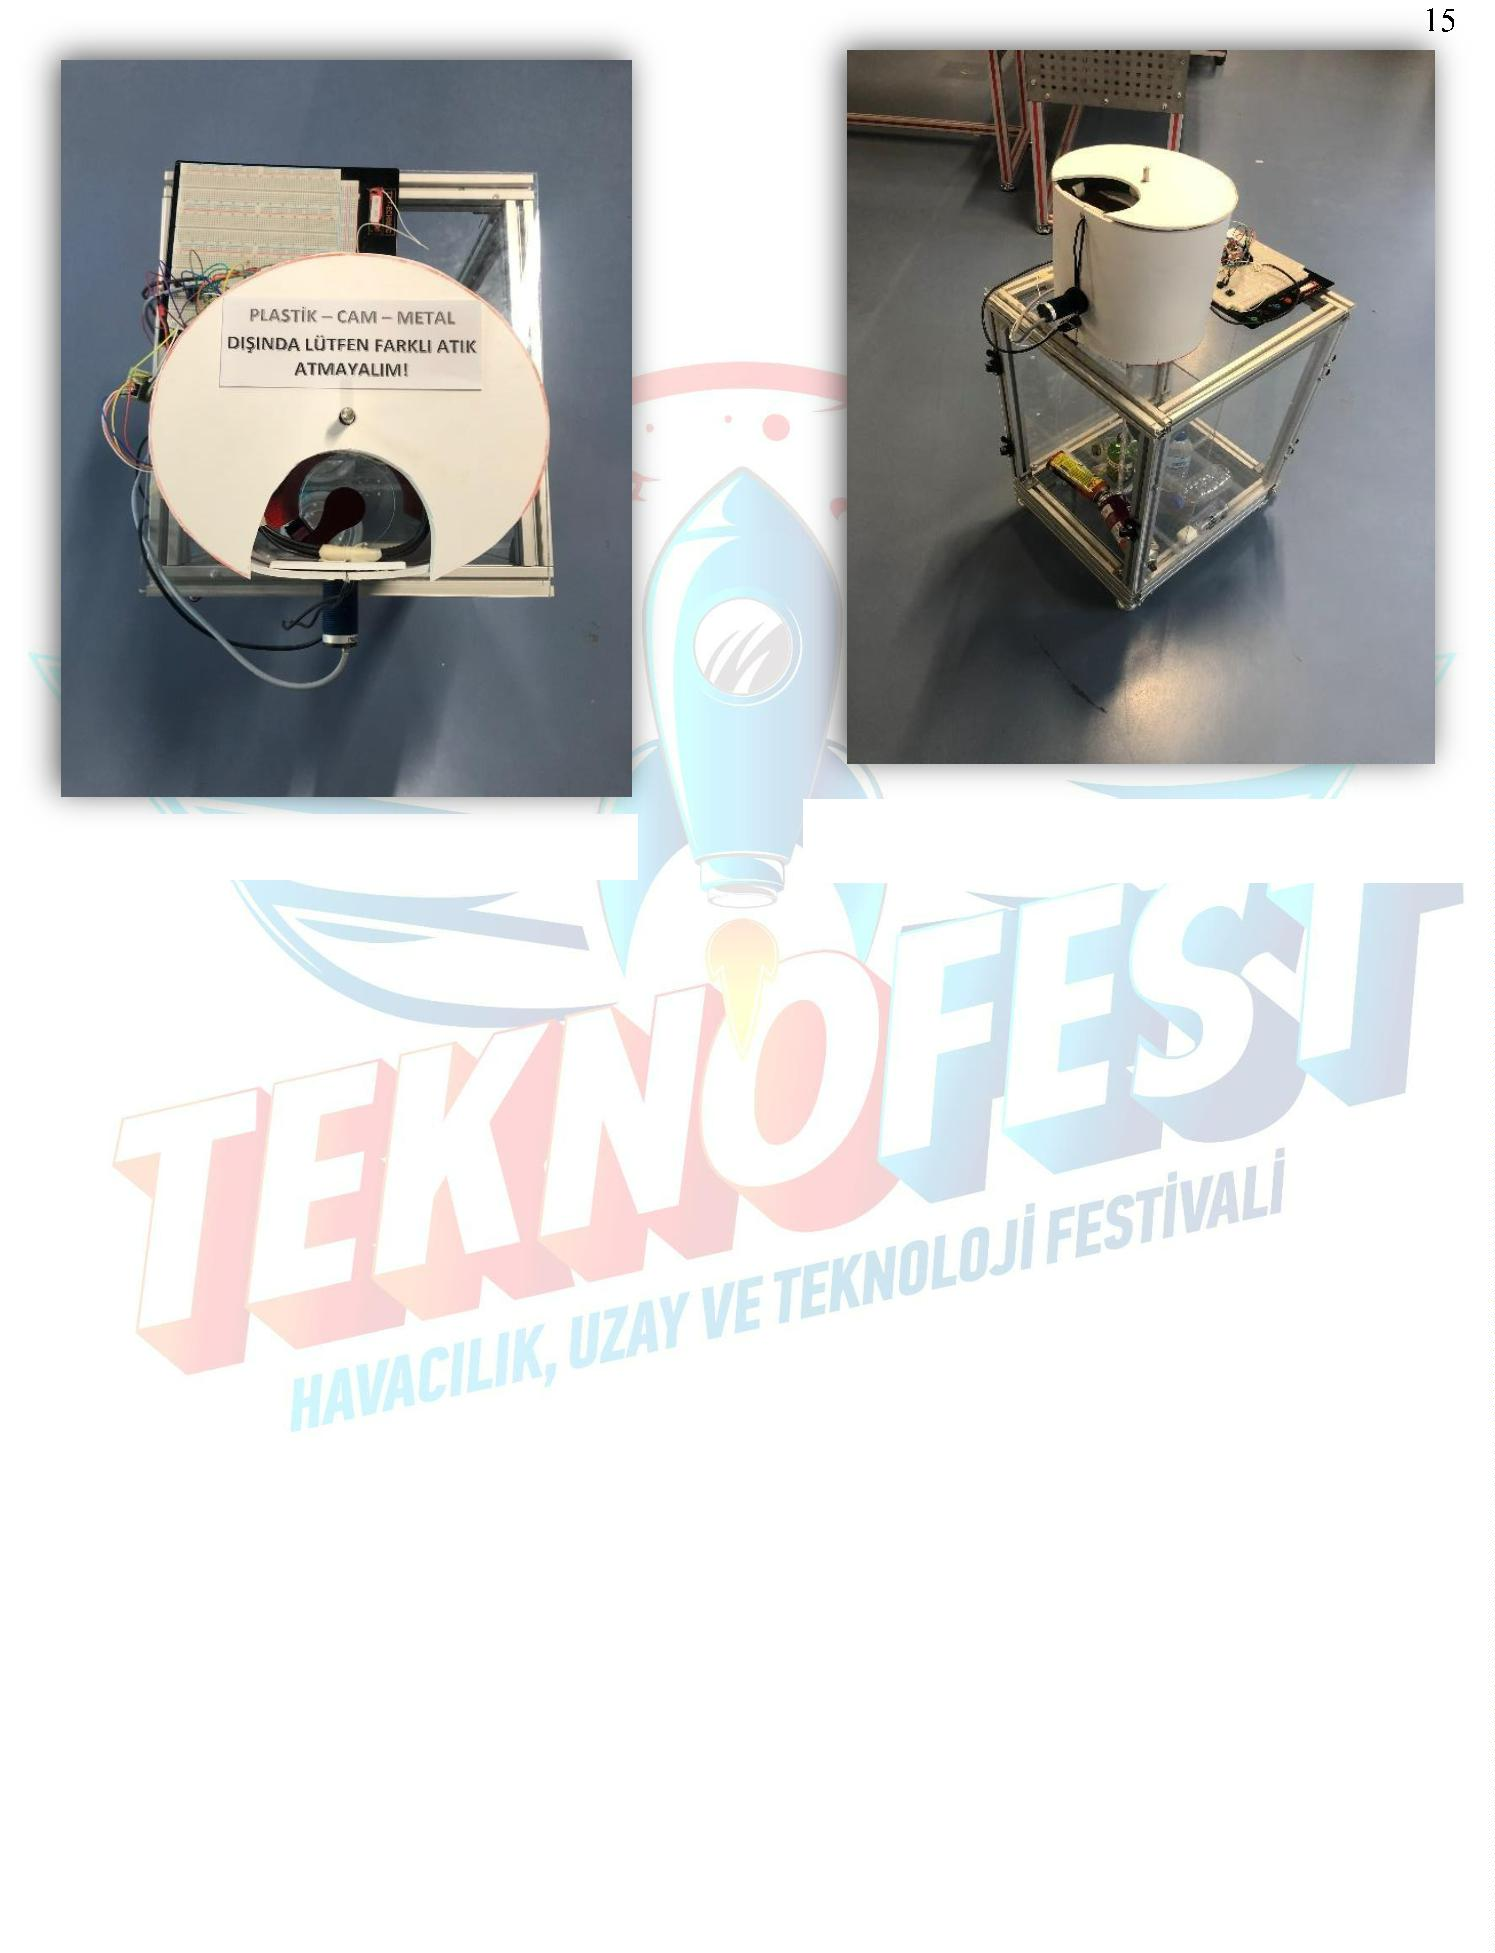 15
PLASTİK – CAM – METAL
DIŞINDA LÜTFEN FARKLI ATIK
ATMAYALIM!
TEKNOFEST
HAVACILIK, UZAY VE TEKNOLOJİ FESTİVALİ